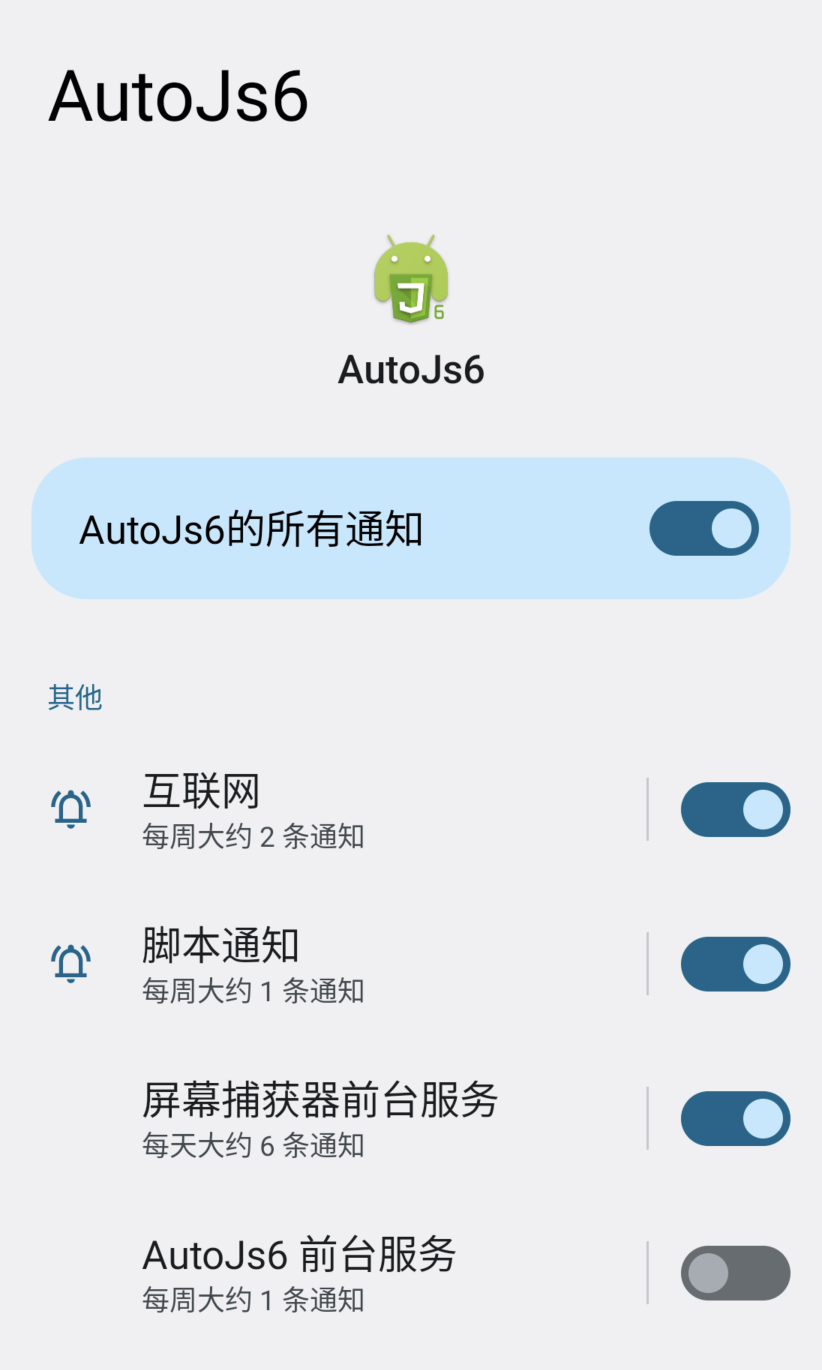 AutoJs6
J
6
AutoJs6
AutoJs6的所有通知
其他
互联网
每周大约 2 条通知
脚本通知
每周大约 1 条通知
屏幕捕获器前台服务
每天大约 6 条通知
AutoJs6 前台服务
每周大约 1 条通知